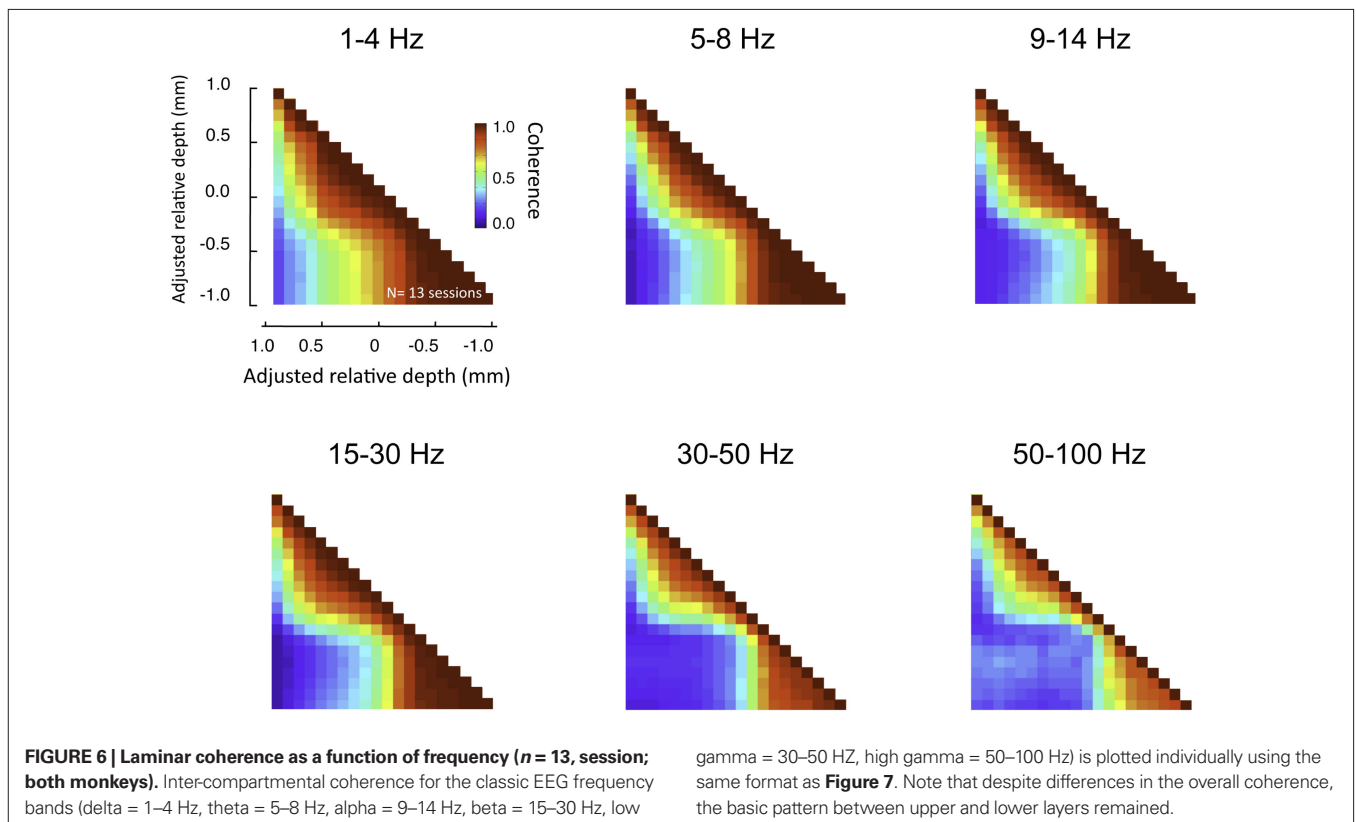 1-4 Hz
5-8 Hz
9-14 Hz
Adjusted relative depth (mm)
1.0
0.5
0.0
-0.5
-1.0
1.0
0.5
0.0
Coherence
N= 13 sessions
1.0 0.5 0 -0.5 -1.0
Adjusted relative depth (mm)
15-30 Hz
30-50 Hz
50-100 Hz
FIGURE 6 | Laminar coherence as a function of frequency (n = 13, session;
both monkeys). Inter-compartmental coherence for the classic EEG frequency
bands (delta = 1–4 Hz, theta = 5–8 Hz, alpha = 9–14 Hz, beta = 15–30 Hz, low
gamma = 30–50 HZ, high gamma = 50–100 Hz) is plotted individually using the
same format as Figure 7. Note that despite differences in the overall coherence,
the basic pattern between upper and lower layers remained.